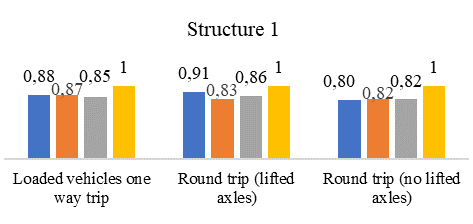 Structure 1
0,88 0,87 0,85 1
0,91 0,83 0,86 1
0,80 0,82 0,82 1
Loaded vehicles one way trip
Round trip (lifted axles)
Round trip (no lifted axles)